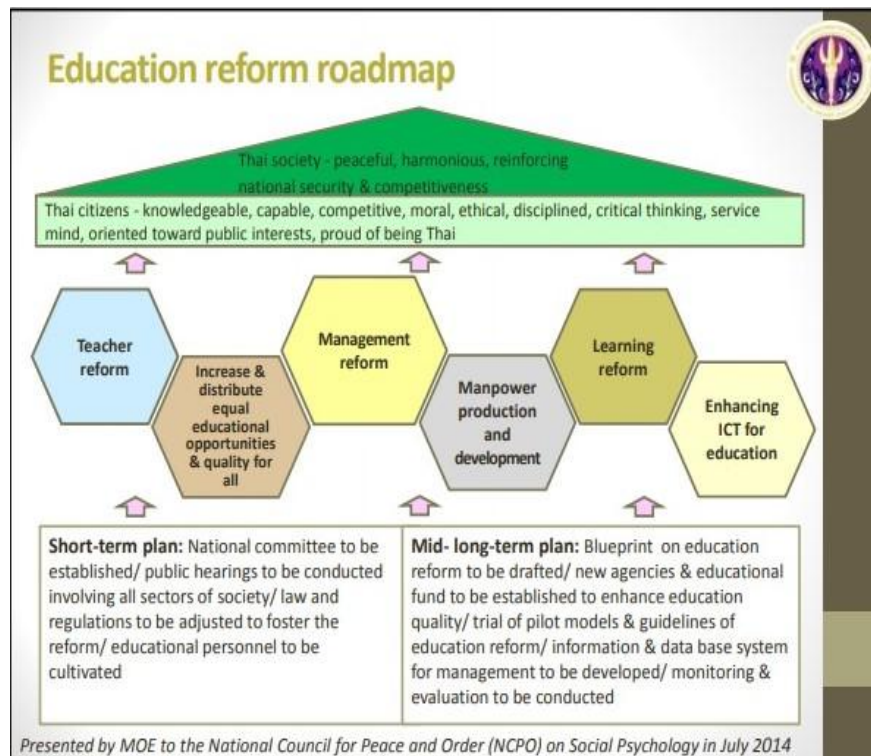 Education reform roadmap
Thai society - peaceful, harmonious, reinforcing
national security & competitiveness
Thai citizens - knowledgeable, capable, competitive, moral, ethical, disciplined, critical thinking, service
mind, oriented toward public interests, proud of being Thai
Teacher
reform
Increase &
distribute
equal
educational
opportunities
& quality for
all
Management
reform
Manpower
production
and
development
Learning
reform
Enhancing
ICT for
education
Short-term plan: National committee to be
established/ public hearings to be conducted
involving all sectors of society/ law and
regulations to be adjusted to foster the
reform/ educational personnel to be
cultivated
Mid- long-term plan: Blueprint on education
reform to be drafted/ new agencies & educational
fund to be established to enhance education
quality/ trial of pilot models & guidelines of
education reform/ information & data base system
for management to be developed/ monitoring &
evaluation to be conducted
Presented by MOE to the National Council for Peace and Order (NCPO) on Social Psychology in July 2014